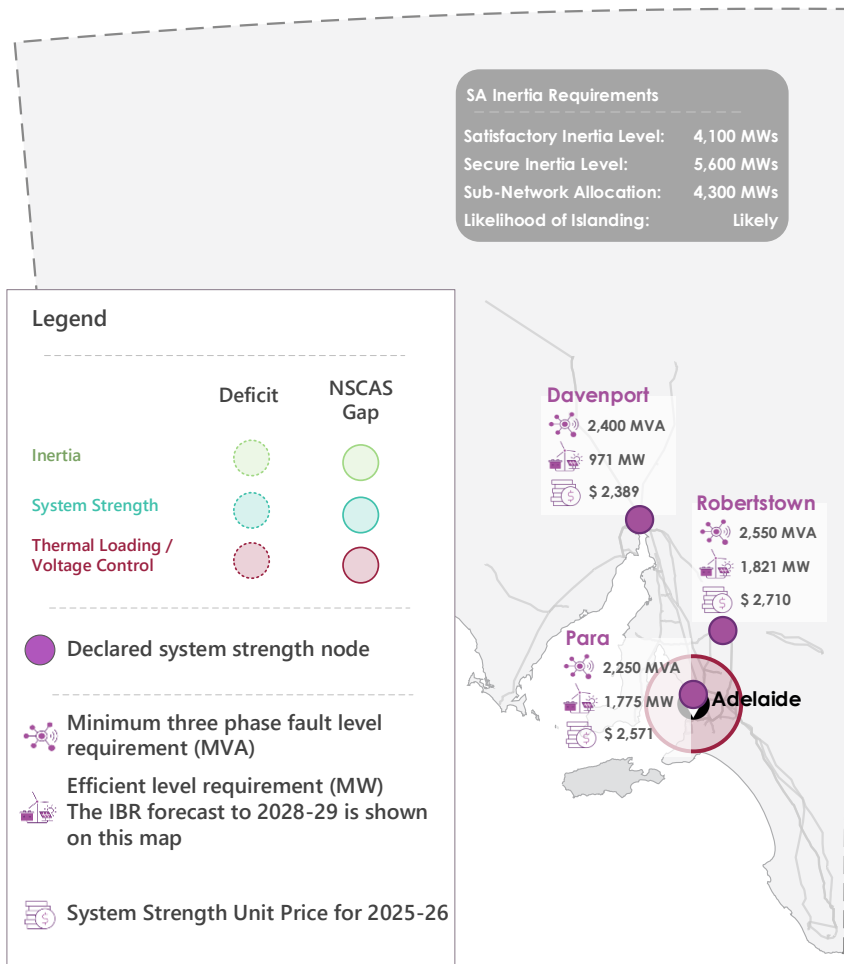 SA Inertia Requirements
Satisfactory Inertia Level: 4,100 MWs
Secure Inertia Level: 5,600 MWs
Sub-Network Allocation: 4,300 MWs
Likelihood of Islanding: Likely
Legend
Deficit
NSCAS
Gap
Inertia
System Strength
Thermal Loading /
Voltage Control
Declared system strength node
Minimum three phase fault level
requirement (MVA)
Efficient level requirement (MW)
The IBR forecast to 2028-29 is shown
on this map
System Strength Unit Price for 2025-26
Davenport
2,400 MVA
971 MW
$ 2,389
Robertstown
2,550 MVA
1,821 MW
$ 2,710
Para
2,250 MVA
1,775 MW
$ 2,571
Adelaide